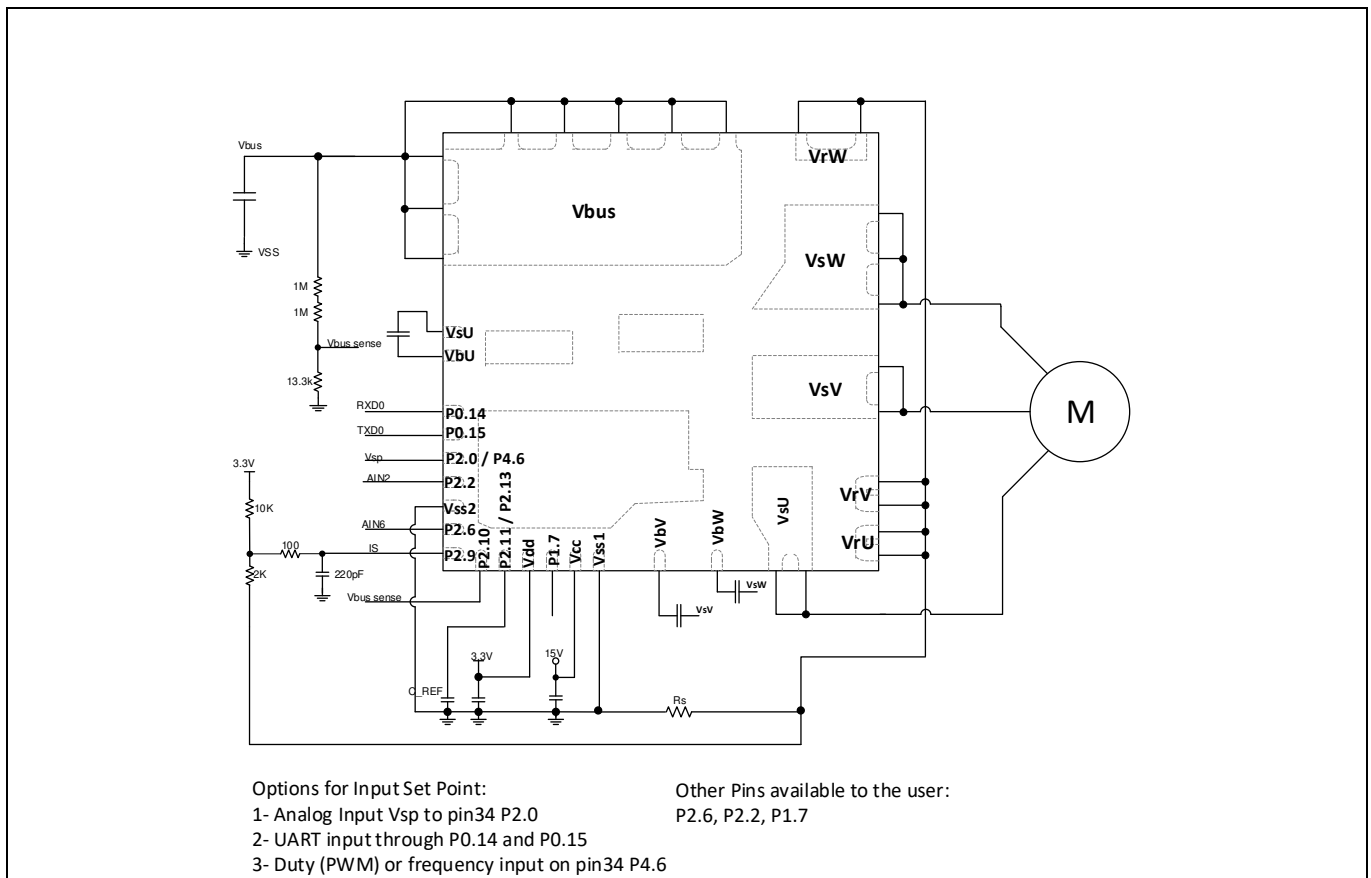 VrW
Vbus
VSS
Vbus
VsW
1M
1M
Vbus sense
13.3k
VsU
VbU
VsV
M
RXD0
P0.14
TXD0
P0.15
Vsp
P2.0 / P4.6
AIN2
P2.2
3.3V
10K
Vss2
AIN6
P2.6
100
IS
P2.9
2K
220pF
Vbus sense
P2.10
P2.11 / P2.13
Vdd
P1.7
Vcc
Vss1
VbV
VbW
VsU
VrV
VrU
VsW
VsV
3.3V
15V
C_REF
Rs
Options for Input Set Point:
1- Analog Input Vsp to pin34 P2.0
2- UART input through P0.14 and P0.15
3- Duty (PWM) or frequency input on pin34 P4.6
Other Pins available to the user:
P2.6, P2.2, P1.7